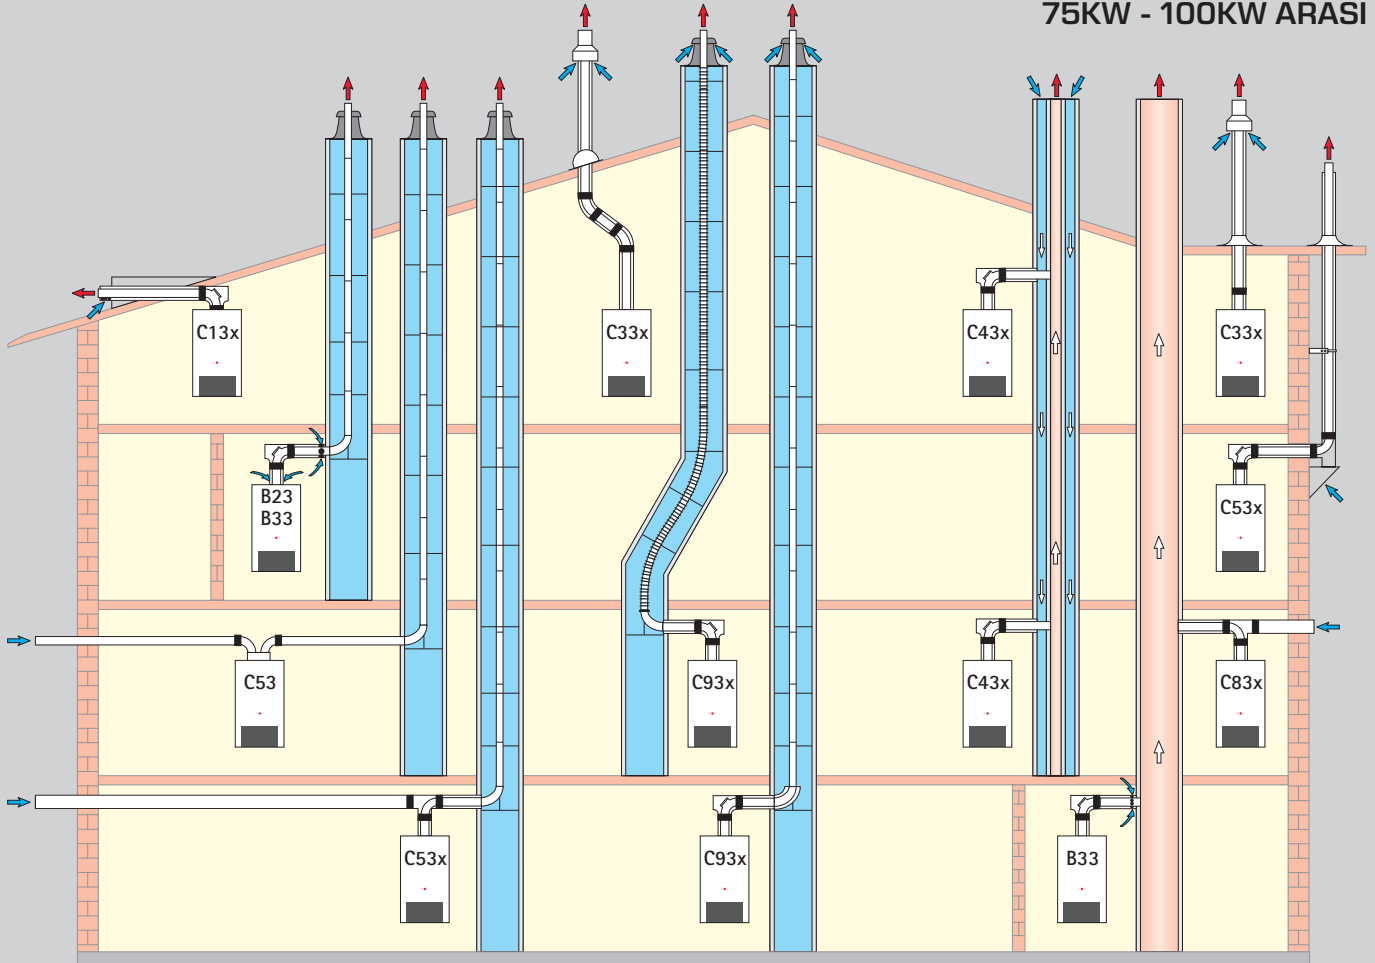 75KW - 100KW ARASI
C13x
C33x
C43x
C33x
B23
B33
C53x
C53
C93x
C43x
C83x
C53x
C93x
B33